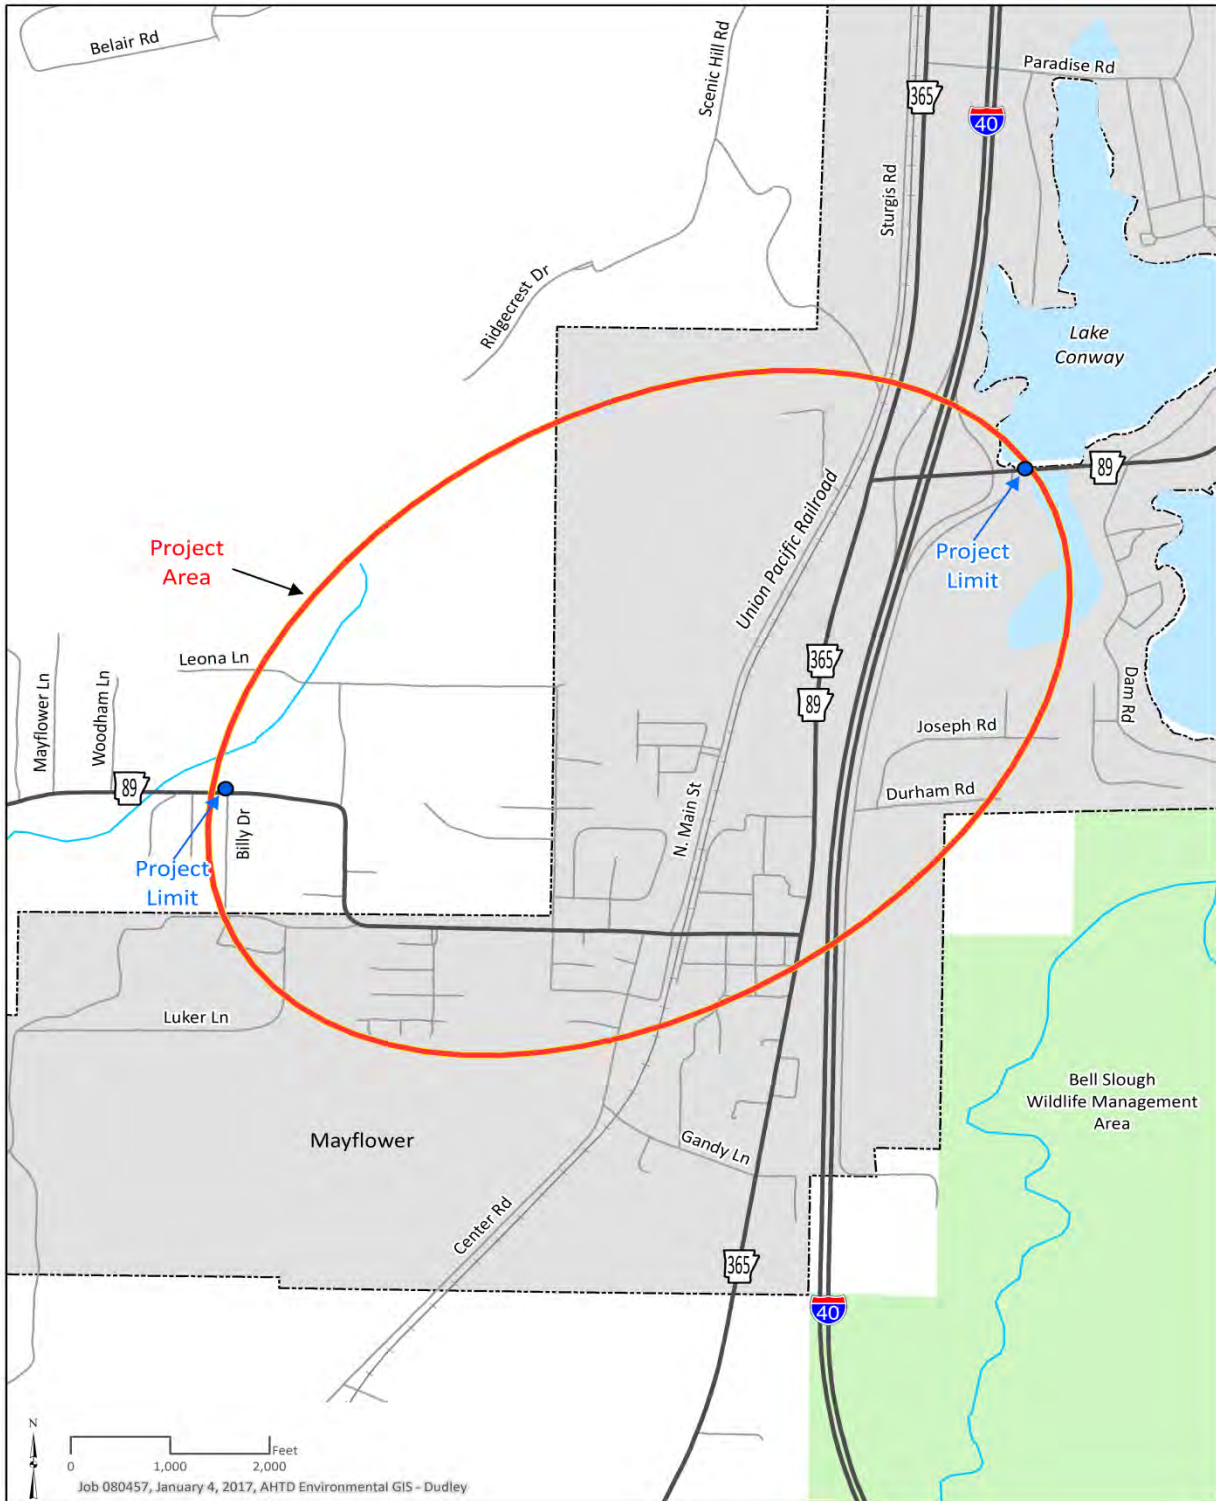 Belair Rd
Scenic Hill Rd
365
40
Paradise Rd
Sturgis Rd
Ridgecrest Dr
Lake
Conway
89
Union Pacific Railroad
Project
Area
Project
Limit
Leona Ln
365
89
Mayflower Ln
Woodham Ln
Dam Rd
Joseph Rd
89
Billy Dr
N. Main St
Durham Rd
Project
Limit
Luker Ln
Bell Slough
Wildlife Management
Area
Mayflower
Gandy Ln
Center Rd
365
40
N
Feet
0 1,000 2,000
Job 080457, January 4, 2017, AHTD Environmental GIS - Dudley